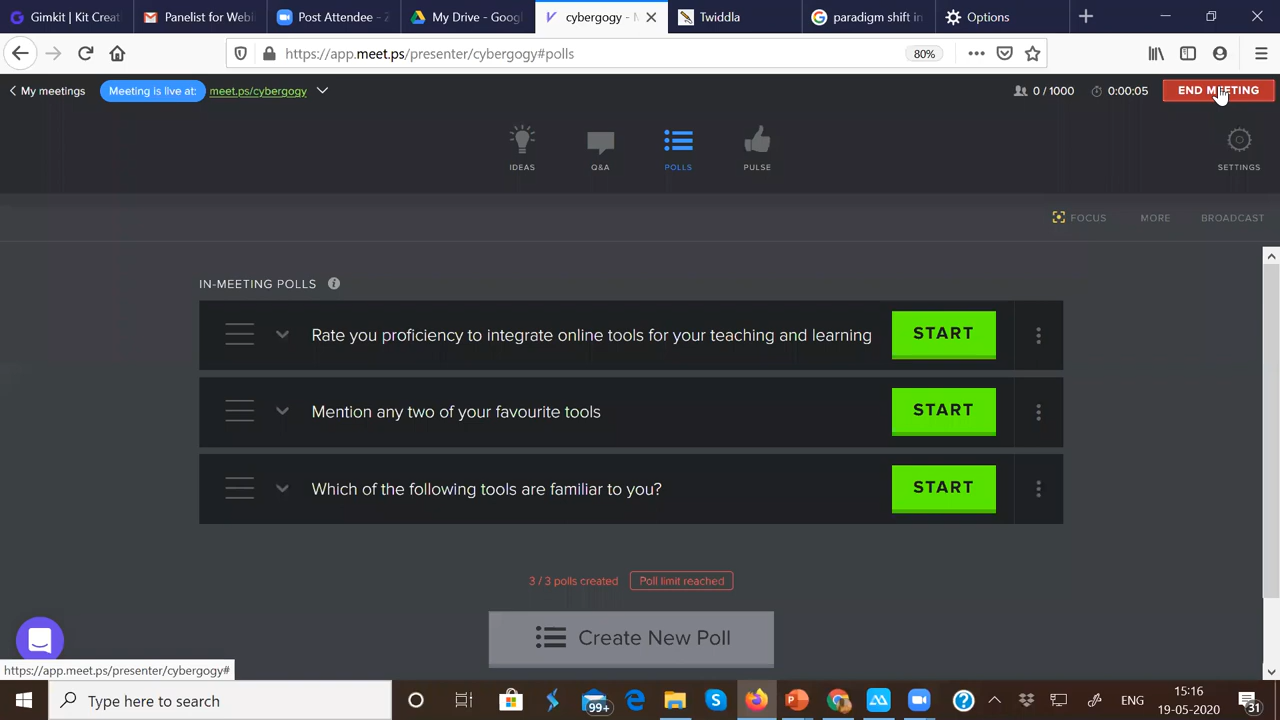 Gimkit | Kit Creat
Panelist for Webi
Post Attendee - Z
My Drive - Googl
cybergogy - M
Twiddla
paradigm shift in
Options
https://app.meet.ps/presenter/cybergogy#polls
80%
My meetings
Meeting is live at:
meet.ps/cybergogy
0 / 1000
0:00:05
END MEETING
IDEAS
Q&A
POLLS
PULSE
SETTINGS
FOCUS
MORE
BROADCAST
IN-MEETING POLLS
Rate you proficiency to integrate online tools for your teaching and learning
START
Mention any two of your favourite tools
START
Which of the following tools are familiar to you?
START
3 / 3 polls created
Poll limit reached
Create New Poll
https://app.meet.ps/presenter/cybergogy#
Type here to search
99+
ENG
15:16
19-05-2020
31